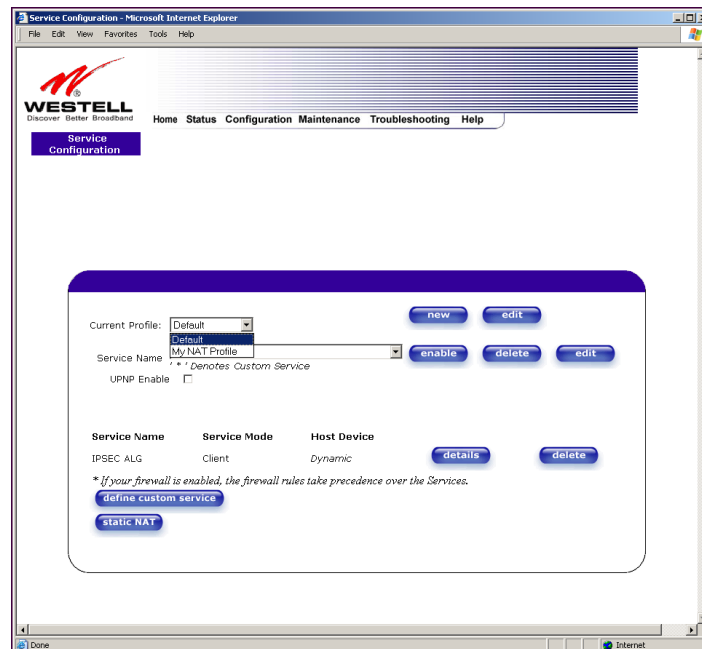 Service Configuration - Microsoft Internet Explorer
File Edit View Favorites Tools Help
WESTELL
Discover Better Broadband
Home Status Configuration Maintenance Troubleshooting Help
Service
Configuration
Current Profile: Default
new edit
Default
My NAT Profile
Service Name
enable delete edit
' * ' Denotes Custom Service
UPNP Enable
Service Name Service Mode Host Device
IPSEC ALG Client Dynamic details delete
* If your firewall is enabled, the firewall rules take precedence over the Services.
define custom service
static NAT
Done Internet